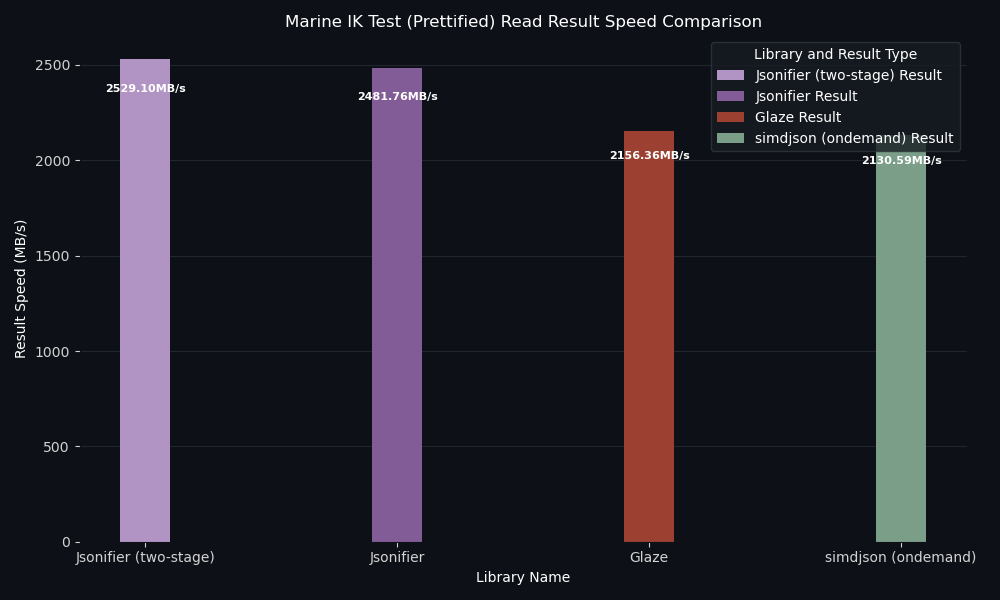 Marine IK Test (Prettified) Read Result Speed Comparison
Library and Result Type
Jsonifier (two-stage) Result
Jsonifier Result
Glaze Result
simdjson (ondemand) Result
2529.10MB/s
2481.76MB/s
2156.36MB/s
2130.59MB/s
Result Speed (MB/s)
2500
2000
1500
1000
500
0
Jsonifier (two-stage)
Jsonifier
Glaze
simdjson (ondemand)
Library Name